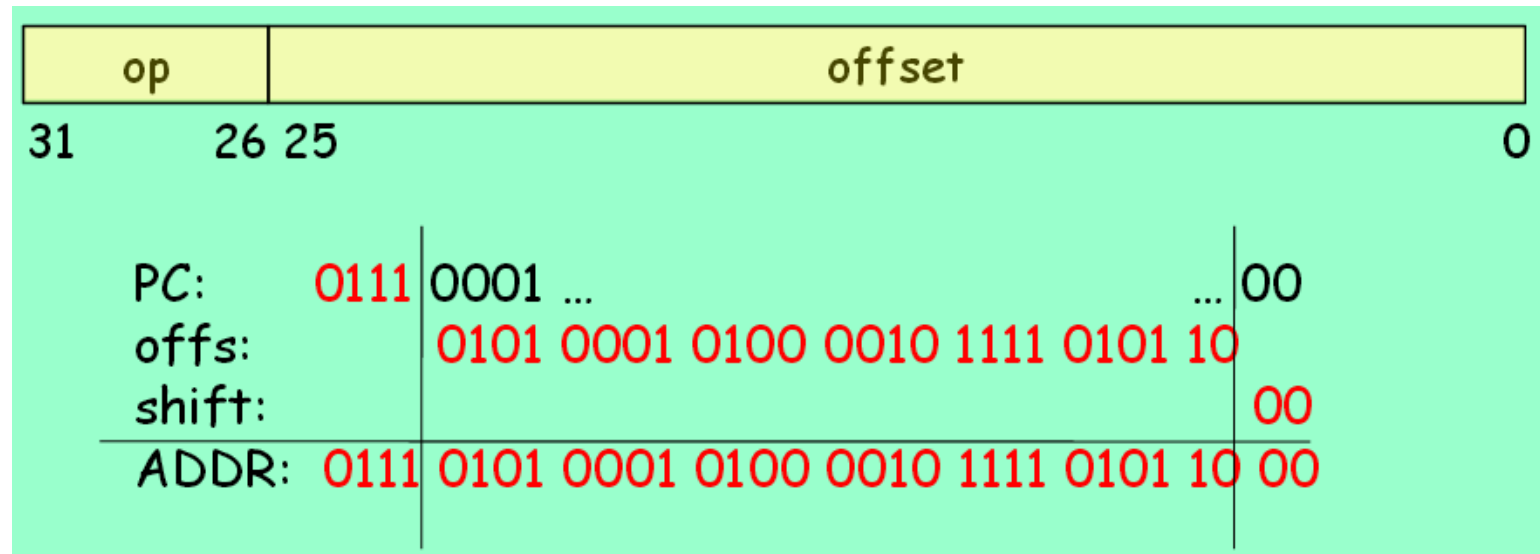 op offset
31 26 25 0
PC: 0111 0001 ... ... 00
offs: 0101 0001 0100 0010 1111 0101 10
shift: 00
ADDR: 0111 0101 0001 0100 0010 1111 0101 10 00